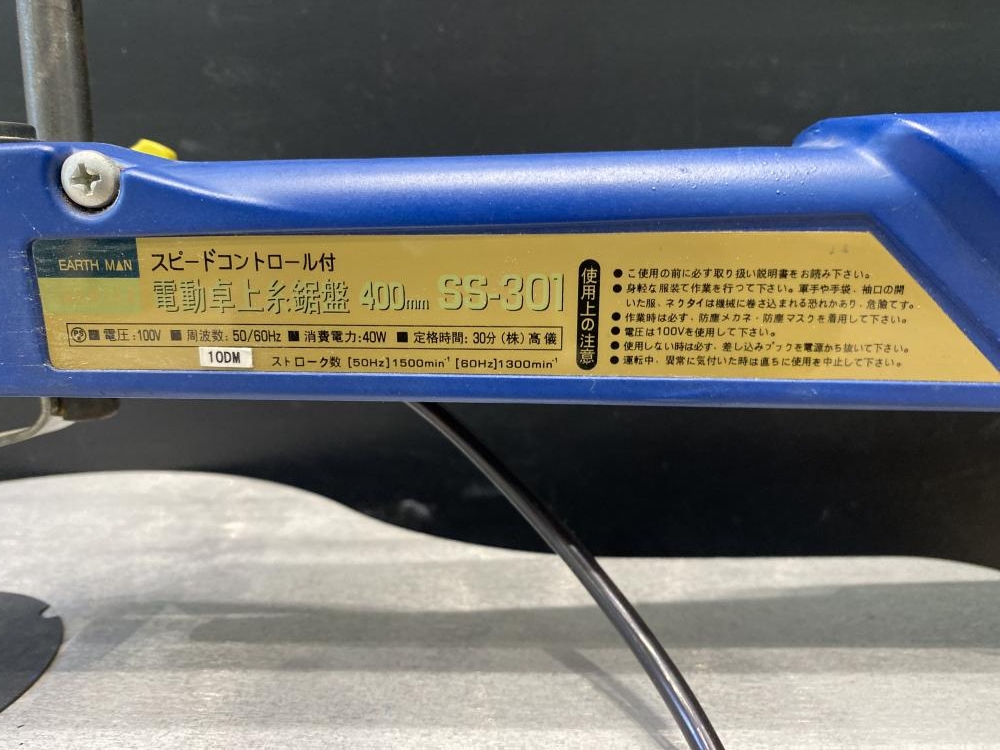 EARTH MAN
スピードコントロール付
電動卓上糸鋸盤 400mm SS-301
PS ■電圧:100V ■周波数:50/60Hz ■消費電力:40W ■定格時間:30分 (株)髙儀
10DM
ストローク数 [50Hz]1500min⁻¹ [60Hz]1300min⁻¹
使用上の注意
●ご使用の前に必ず取り扱い説明書をお読み下さい。
●身軽な服装で作業を行つて下さい。軍手や手袋、袖口の開
いた服、ネクタイは機械に巻き込まれる恐れがあり、危険です。
●作業時は必ず、防塵メガネ・防塵マスクを着用して下さい。
●電圧は100Vを使用して下さい。
●使用しない時は必ず、差し込みプラグを電源から抜いて下さい。
●運転中、異常に気付いた時は直ちに使用を中止して下さい。